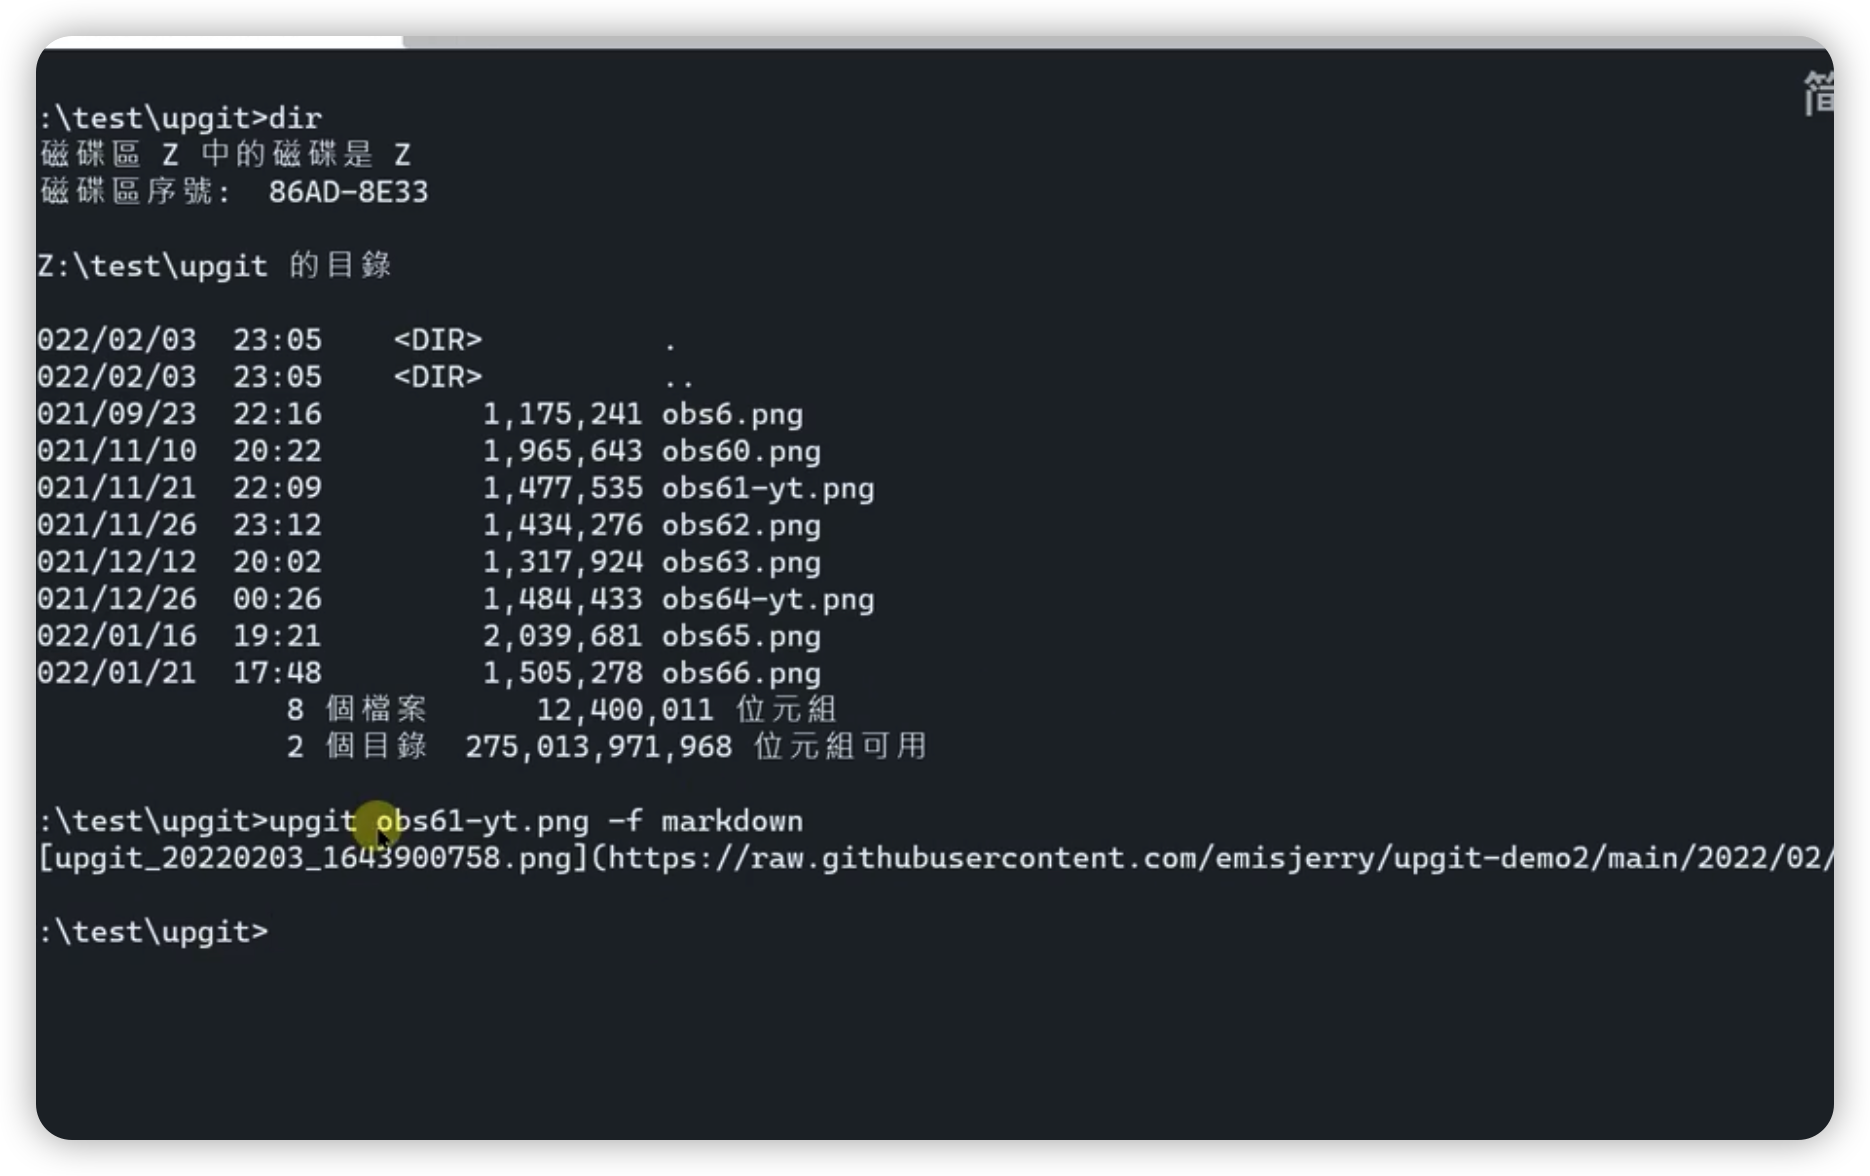 简
:\test\upgit>dir
磁碟區 Z 中的磁碟是 Z
磁碟區序號:  86AD-8E33
Z:\test\upgit 的目錄
022/02/03  23:05    <DIR>          .
022/02/03  23:05    <DIR>          ..
021/09/23  22:16         1,175,241 obs6.png
021/11/10  20:22         1,965,643 obs60.png
021/11/21  22:09         1,477,535 obs61-yt.png
021/11/26  23:12         1,434,276 obs62.png
021/12/12  20:02         1,317,924 obs63.png
021/12/26  00:26         1,484,433 obs64-yt.png
022/01/16  19:21         2,039,681 obs65.png
022/01/21  17:48         1,505,278 obs66.png
8 個檔案      12,400,011 位元組
2 個目錄  275,013,971,968 位元組可用
:\test\upgit>upgit obs61-yt.png -f markdown
[upgit_20220203_1643900758.png](https://raw.githubusercontent.com/emisjerry/upgit-demo2/main/2022/02/
:\test\upgit>